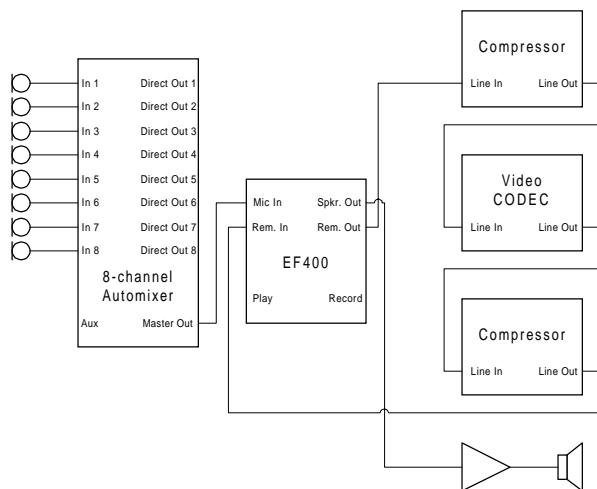 Compressor
Line In Line Out
In 1 Direct Out 1
In 2 Direct Out 2
In 3 Direct Out 3
In 4 Direct Out 4
In 5 Direct Out 5
In 6 Direct Out 6
In 7 Direct Out 7
In 8 Direct Out 8
8-channel
Automixer
Aux Master Out
Mic In Spkr. Out
Rem. In Rem. Out
EF400
Play Record
Video
CODEC
Line In Line Out
Compressor
Line In Line Out